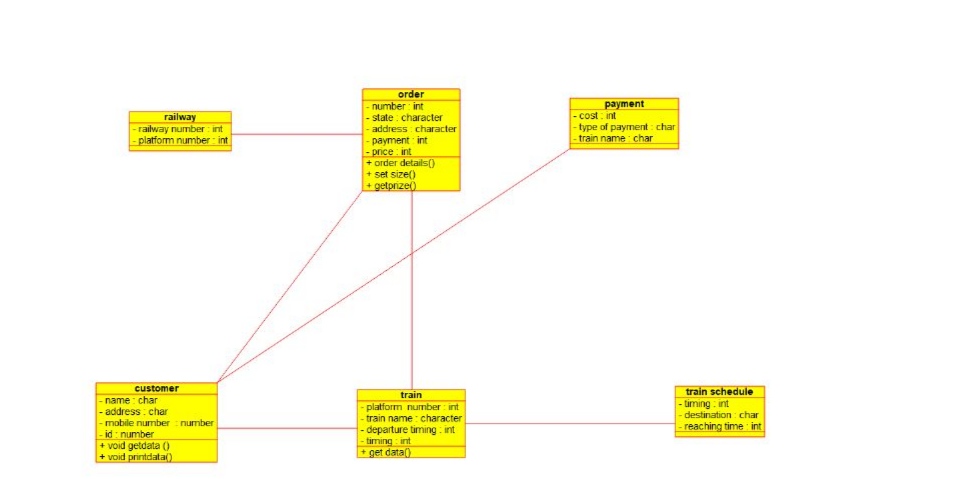 railway
- railway number : int
- platform number : int
order
- number : int
- state : character
- address : character
- payment : int
- price : int
+ order details()
+ set size()
+ getprize()
payment
- cost : int
- type of payment : char
- train name : char
customer
- name : char
- address : char
- mobile number : number
- id : number
+ void getdata ()
+ void printdata()
train
- platform number : int
- train name : character
- departure timing : int
- timing : int
+ get data()
train schedule
- timing : int
- destination : char
- reaching time : int